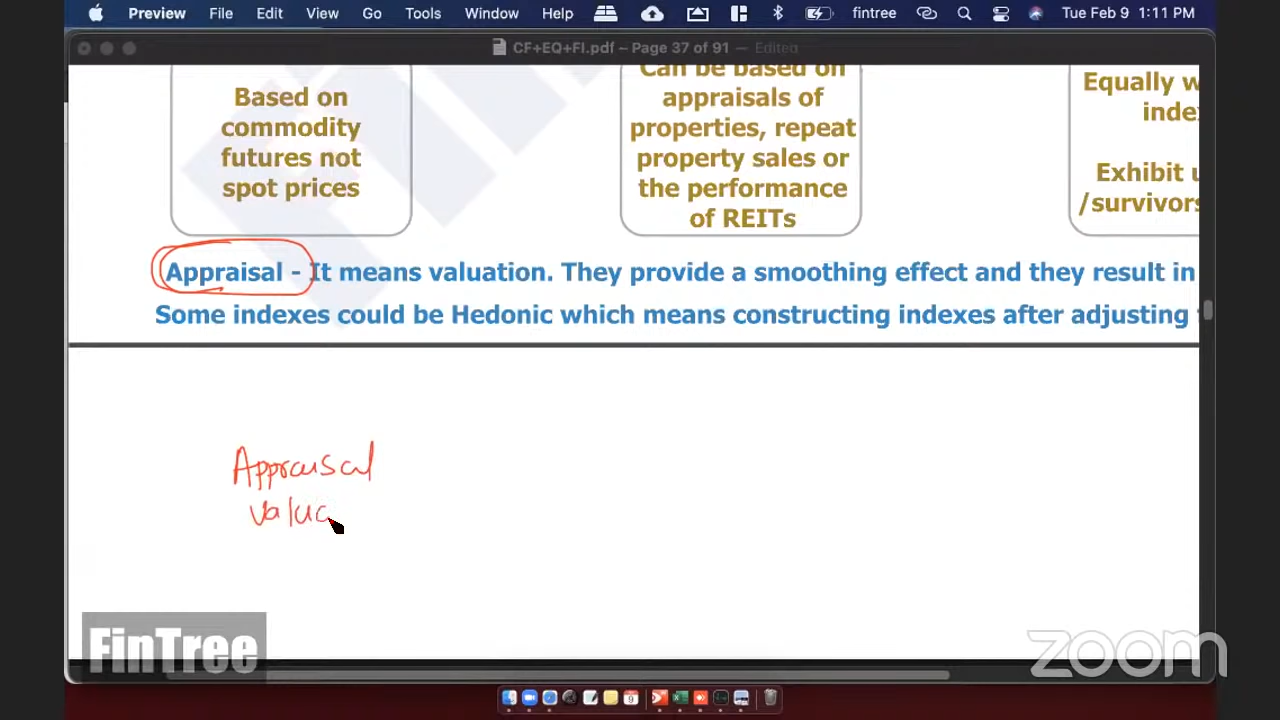 Preview File Edit View Go Tools Window Help fintree Tue Feb 9 1:11 PM
CF+EQ+FI.pdf – Page 37 of 91 — Edited
Based on
commodity
futures not
spot prices
Can be based on
appraisals of
properties, repeat
property sales or
the performance
of REITs
Equally w
inde
Exhibit u
/survivors
Appraisal - It means valuation. They provide a smoothing effect and they result in
Some indexes could be Hedonic which means constructing indexes after adjusting
Appraisal
valua
FinTree
zoom